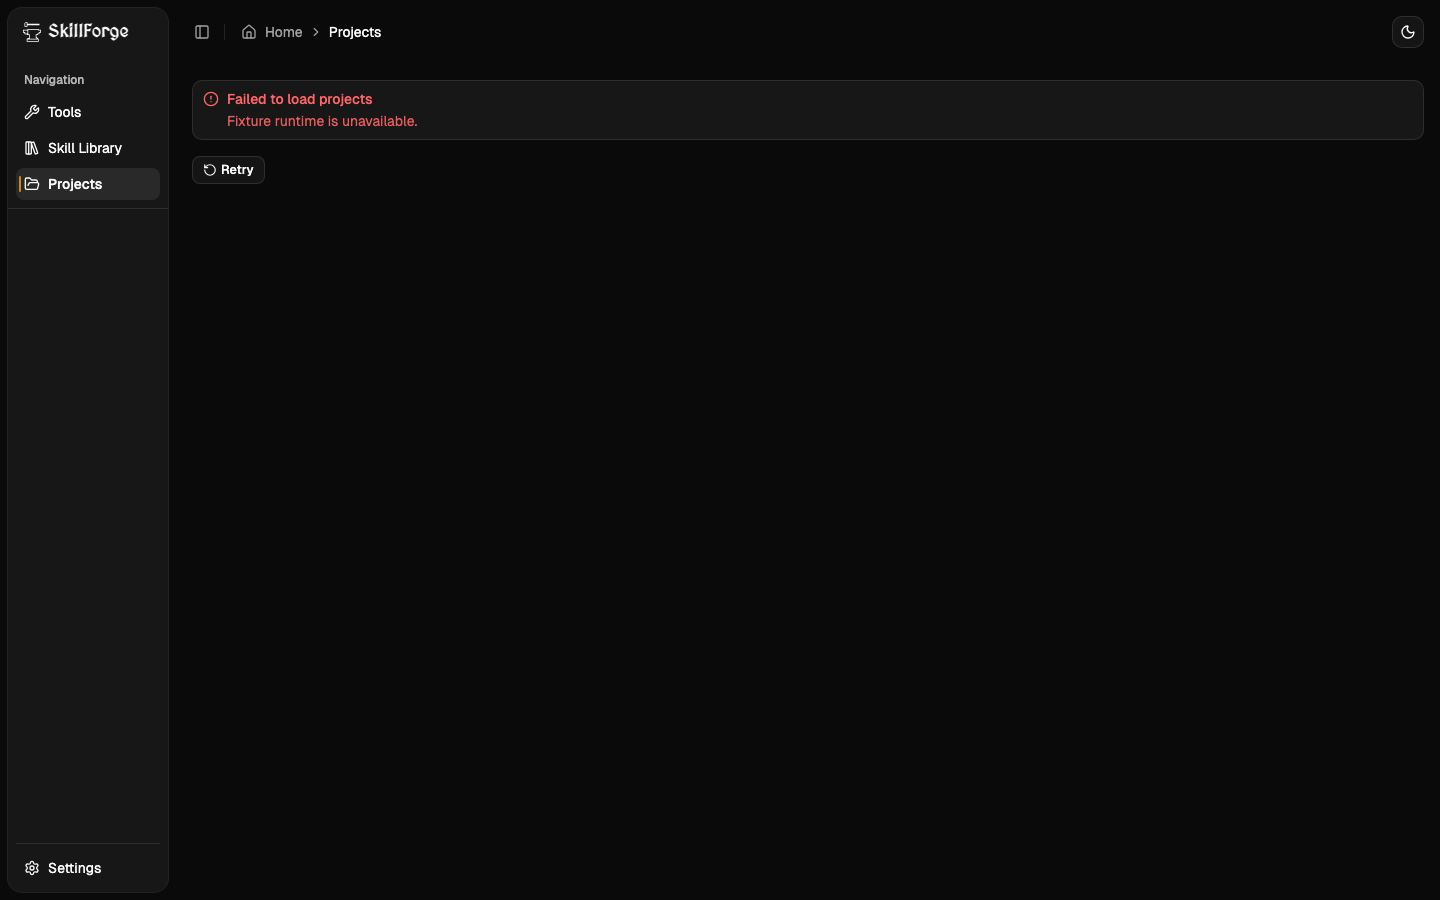 SkillForge
Home
Projects
Navigation
Tools
Skill Library
Projects
Failed to load projects
Fixture runtime is unavailable.
Retry
Settings